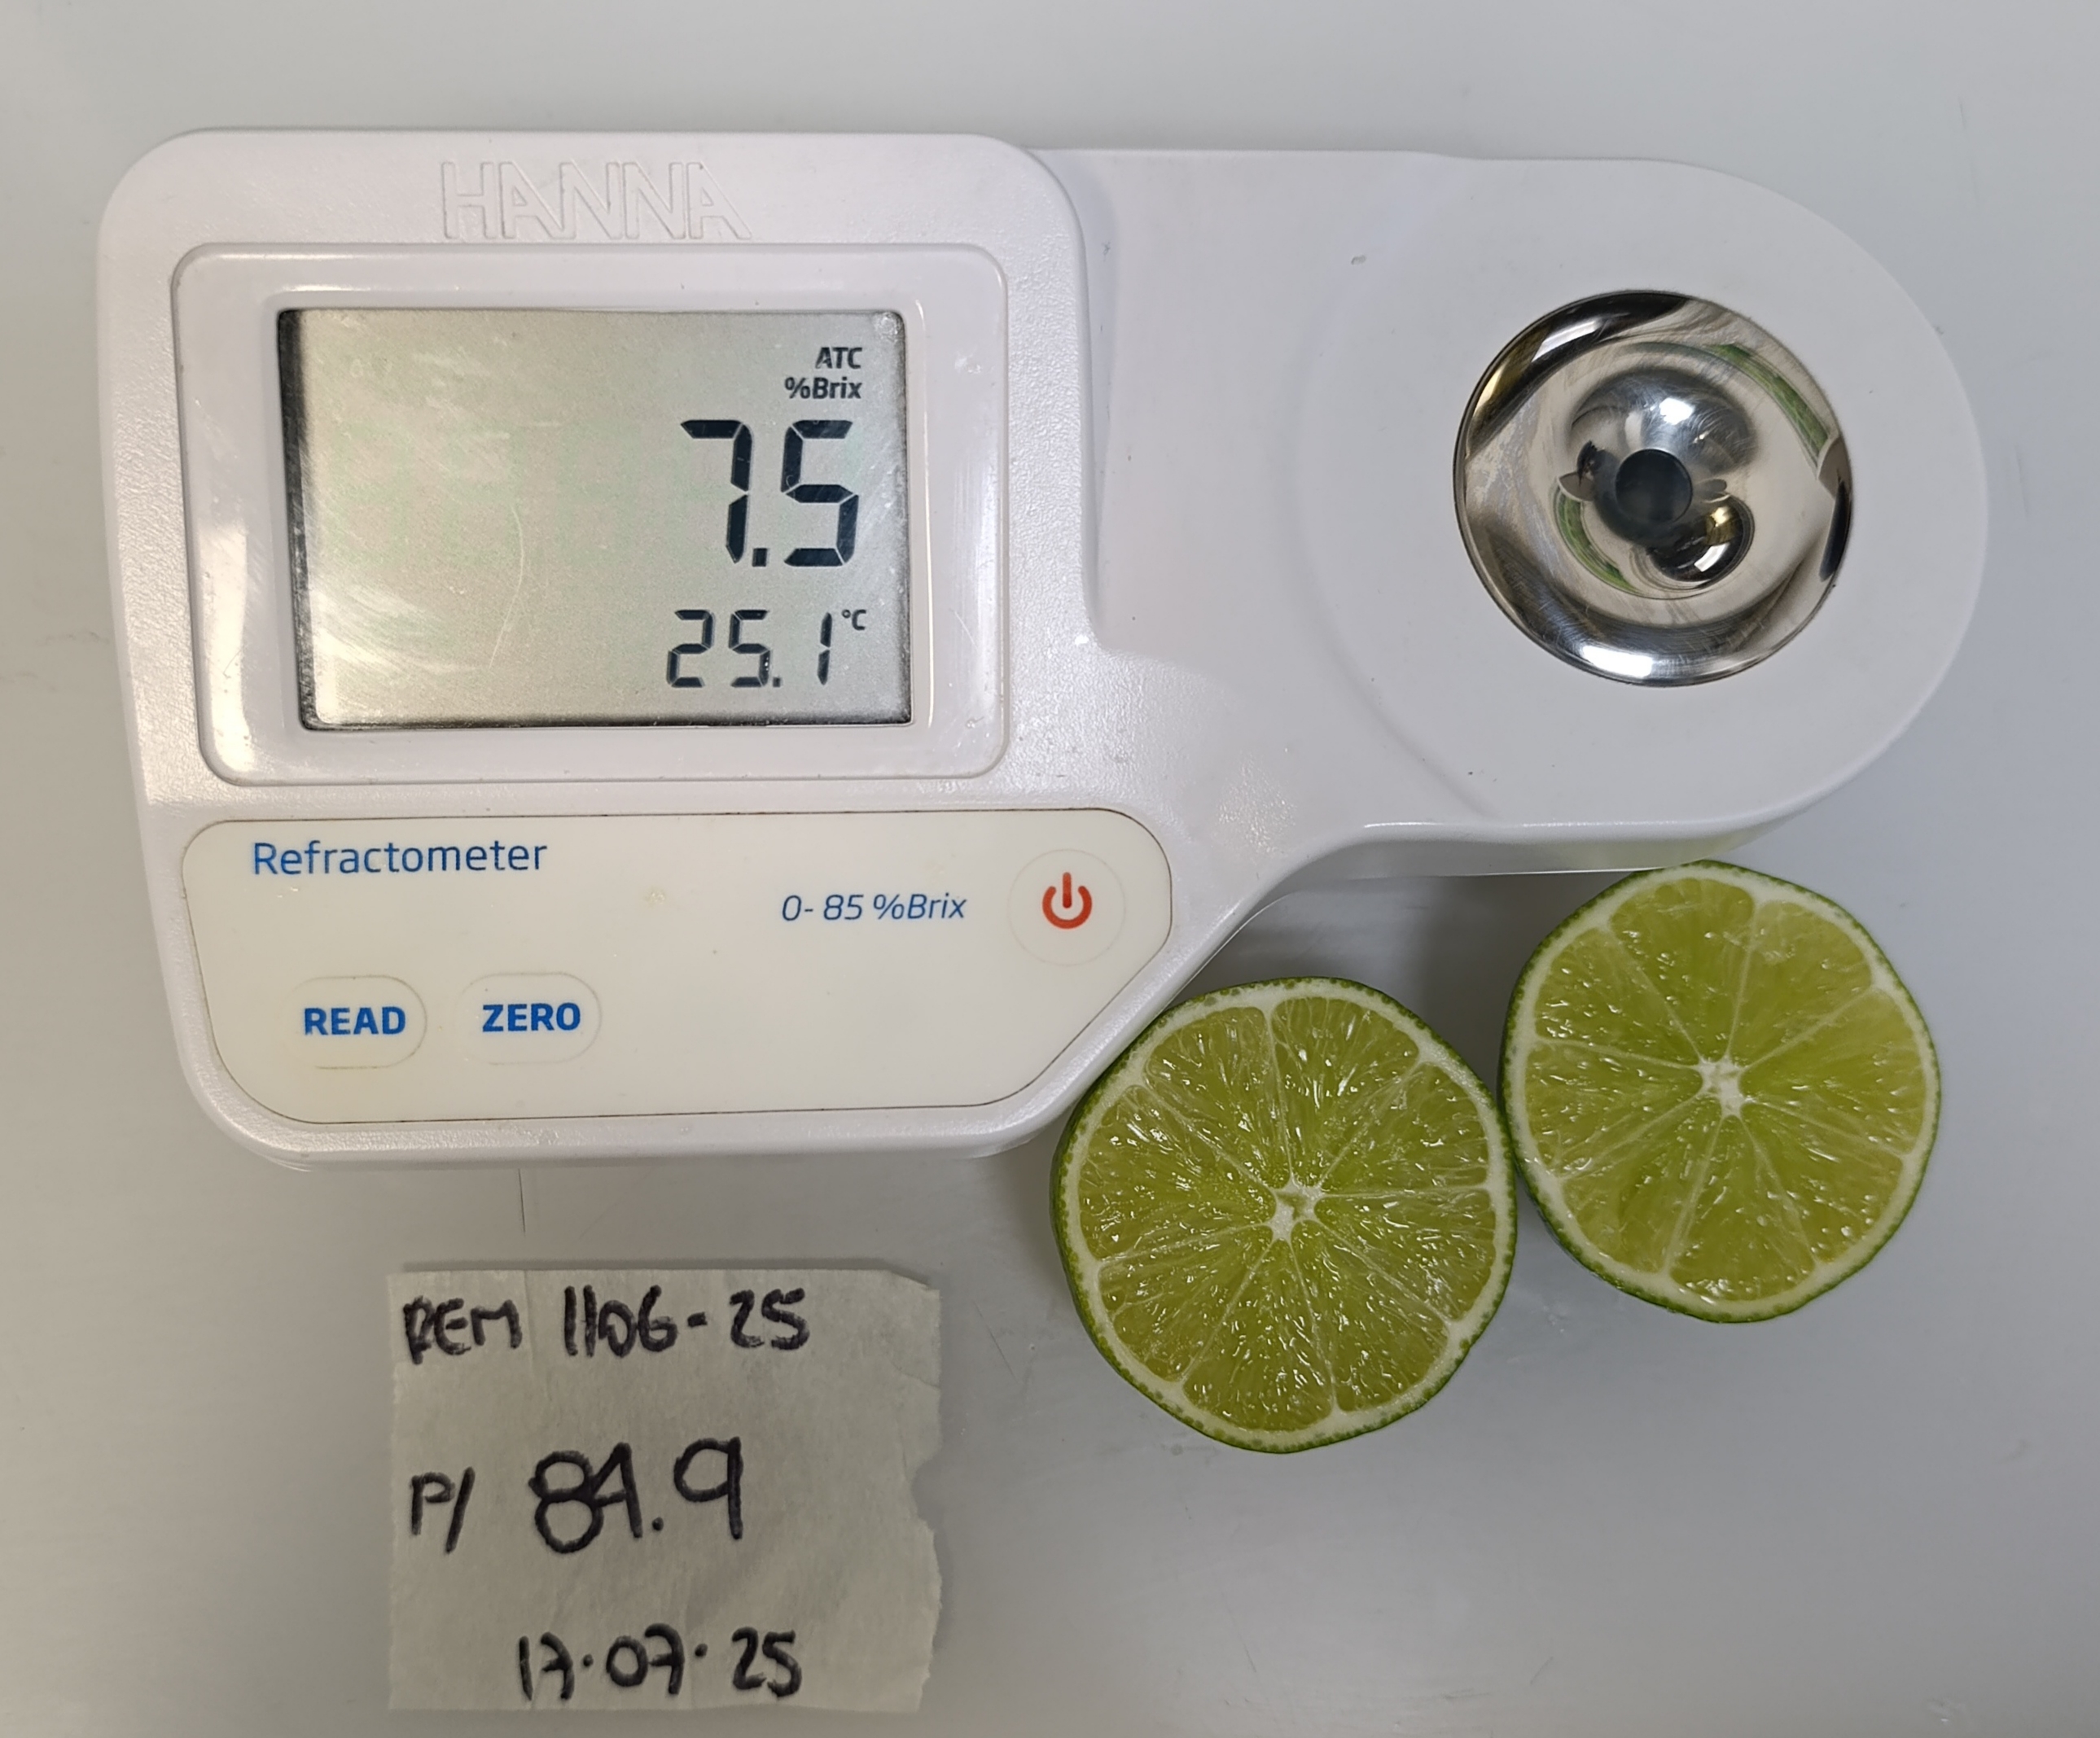 HANNA
ATC
%Brix
7.5
25.1 °C
Refractometer
0-85 %Brix
READ ZERO
REM 1106-25
P/ 84.9
17.07.25